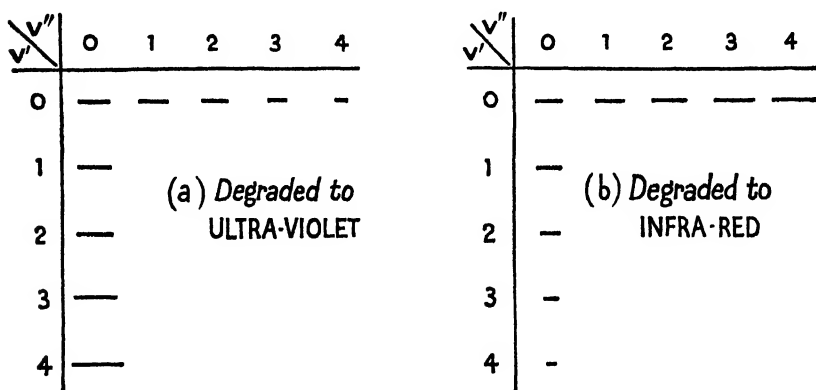 v″
v′ 0 1 2 3 4
0
1
2
3
4
(a) Degraded to
ULTRA-VIOLET
v″
v′ 0 1 2 3 4
0
1
2
3
4
(b) Degraded to
INFRA-RED